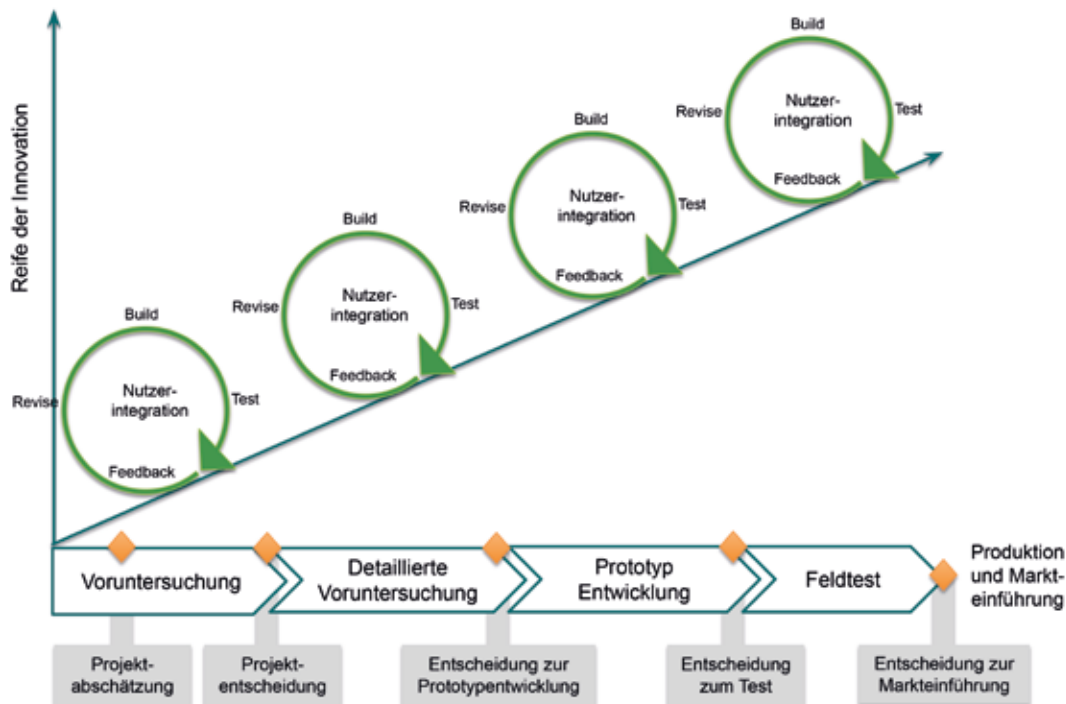 Reife der Innovation
Build
Revise
Nutzer-
integration
Test
Feedback
Build
Revise
Nutzer-
integration
Test
Feedback
Build
Revise
Nutzer-
integration
Test
Feedback
Build
Revise
Nutzer-
integration
Test
Feedback
Voruntersuchung
Detaillierte
Voruntersuchung
Prototyp
Entwicklung
Feldtest
Produktion
und Markt-
einführung
Projekt-
abschätzung
Projekt-
entscheidung
Entscheidung zur
Prototypentwicklung
Entscheidung
zum Test
Entscheidung zur
Markteinführung